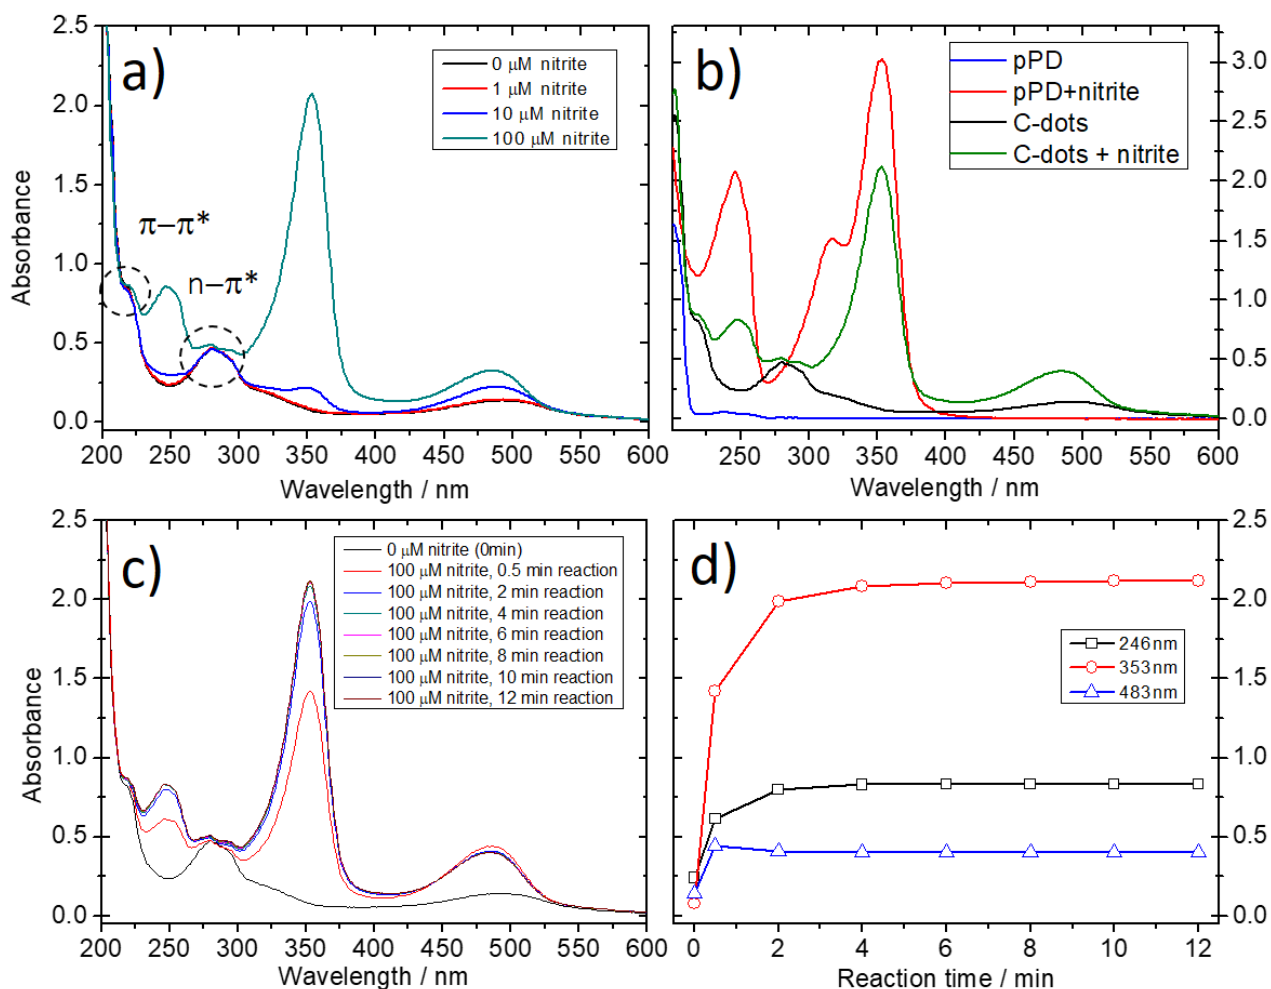 a)
0 μM nitrite
1 μM nitrite
10 μM nitrite
100 μM nitrite
π–π*
n–π*
Absorbance
2.5
2.0
1.5
1.0
0.5
0.0
200 250 300 350 400 450 500 550 600
Wavelength / nm
b)
pPD
pPD+nitrite
C-dots
C-dots + nitrite
3.0
2.5
2.0
1.5
1.0
0.5
0.0
250 300 350 400 450 500 550 600
Wavelength / nm
c)
0 μM nitrite (0min)
100 μM nitrite, 0.5 min reaction
100 μM nitrite, 2 min reaction
100 μM nitrite, 4 min reaction
100 μM nitrite, 6 min reaction
100 μM nitrite, 8 min reaction
100 μM nitrite, 10 min reaction
100 μM nitrite, 12 min reaction
Absorbance
2.5
2.0
1.5
1.0
0.5
0.0
200 250 300 350 400 450 500 550 600
Wavelength / nm
d)
246nm
353nm
483nm
2.5
2.0
1.5
1.0
0.5
0.0
0 2 4 6 8 10 12
Reaction time / min